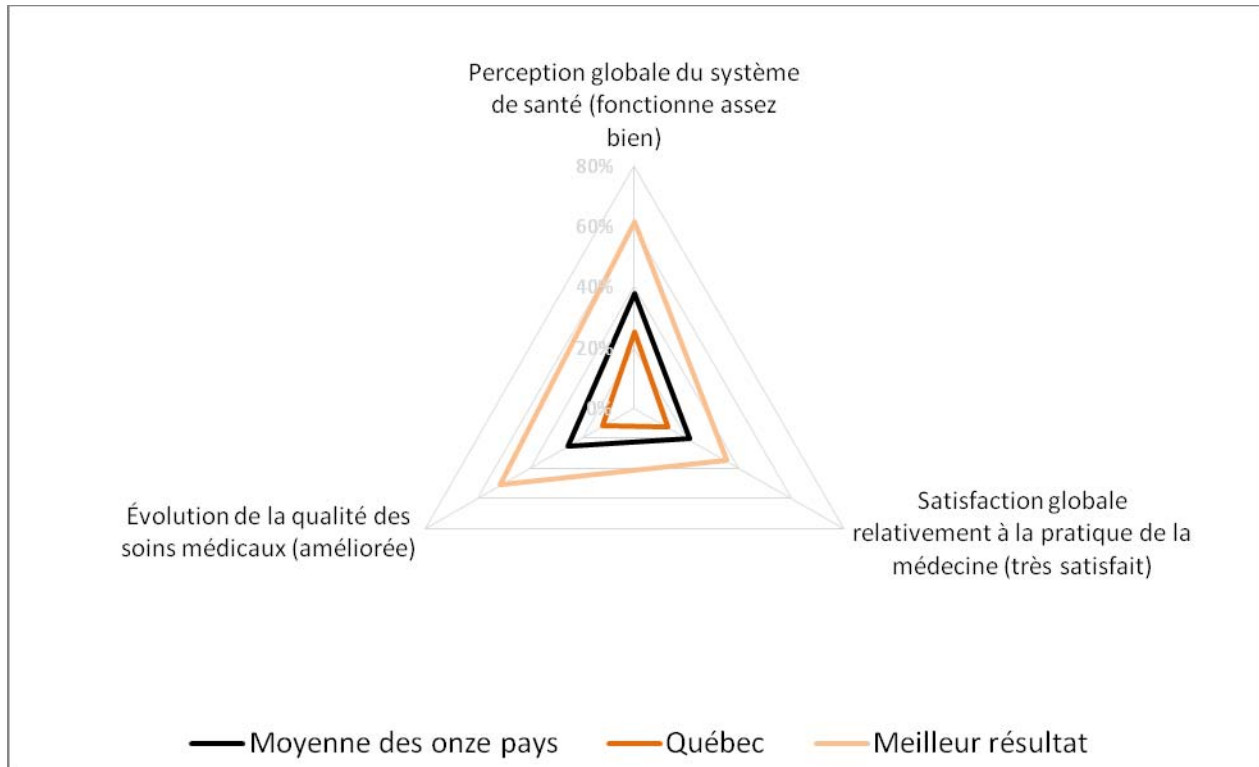 Perception globale du système
de santé (fonctionne assez
bien)
80%
60%
40%
20%
0%
Évolution de la qualité des
soins médicaux (améliorée)
Satisfaction globale
relativement à la pratique de la
médecine (très satisfait)
Moyenne des onze pays Québec Meilleur résultat